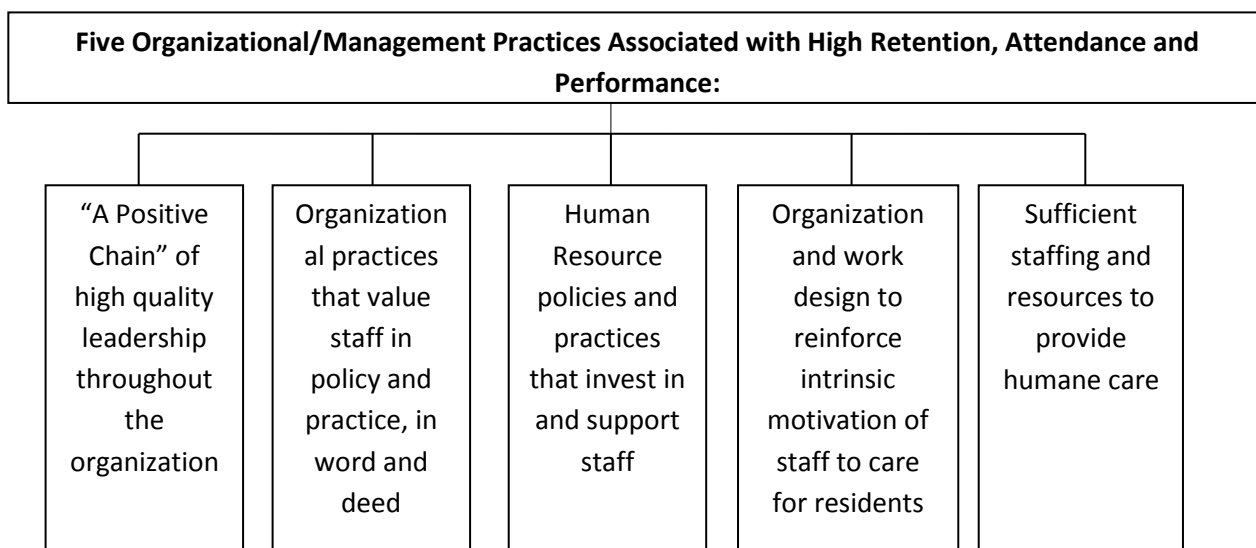 Five Organizational/Management Practices Associated with High Retention, Attendance and
Performance:
“A Positive
Chain” of
high quality
leadership
throughout
the
organization
Organization
al practices
that value
staff in
policy and
practice, in
word and
deed
Human
Resource
policies and
practices
that invest in
and support
staff
Organization
and work
design to
reinforce
intrinsic
motivation of
staff to care
for residents
Sufficient
staffing and
resources to
provide
humane care